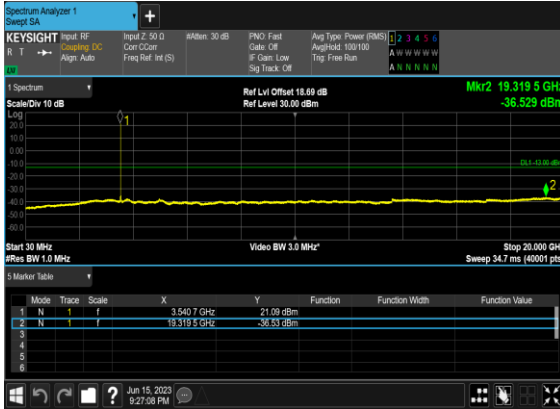 Spectrum Analyzer 1
Swept SA
+
KEYSIGHT
R T
Input: RF
Coupling: DC
Align: Auto
Input Z: 50 Ω
Corr CCorr
Freq Ref: Int (S)
#Atten: 30 dB
PNO: Fast
Gate: Off
IF Gain: Low
Sig Track: Off
Avg Type: Power (RMS)
Avg|Hold: 100/100
Trig: Free Run
1 2 3 4 5 6
A W W W W W
A N N N N N
1 Spectrum
Scale/Div 10 dB
Ref Lvl Offset 18.69 dB
Ref Level 30.00 dBm
Mkr2 19.319 5 GHz
-36.529 dBm
Log
20.0
10.0
0.00
-10.0
-20.0
-30.0
-40.0
-50.0
-60.0
1
DL1 -13.00 dBm
2
Start 30 MHz
#Res BW 1.0 MHz
Video BW 3.0 MHz*
Stop 20.000 GH
Sweep 34.7 ms (40001 pts
5 Marker Table
Mode Trace Scale X Y Function Function Width Function Value
1 N 1 f 3.540 7 GHz 21.09 dBm
2 N 1 f 19.319 5 GHz -36.53 dBm
3
4
5
6
?
Jun 15, 2023
9:27:08 PM